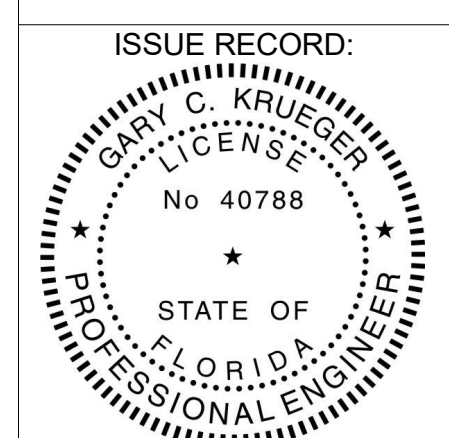 ISSUE RECORD:
GARY C. KRUEGER
LICENSE
No 40788
★ ★
★
STATE OF
FLORIDA
PROFESSIONAL ENGINEER